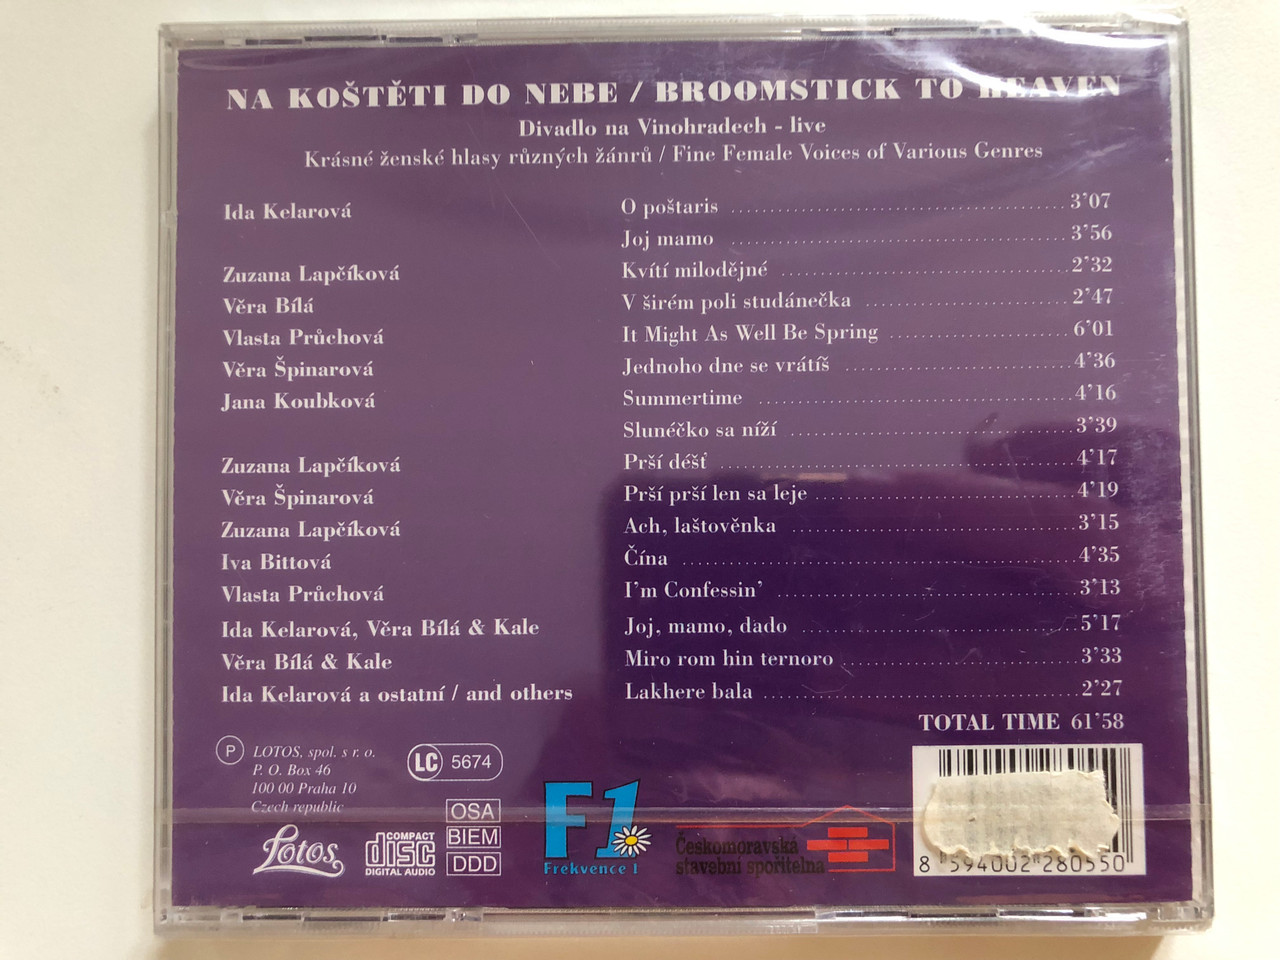 NA KOŠTĚTI DO NEBE / BROOMSTICK TO HEAVEN
Divadlo na Vinohradech - live
Krásné ženské hlasy různých žánrů / Fine Female Voices of Various Genres
Ida Kelarová O poštaris 3'07
Joj mamo 3'56
Zuzana Lapčíková Kvítí milodějné 2'32
Věra Bílá V širém poli studánečka 2'47
Vlasta Průchová It Might As Well Be Spring 6'01
Věra Špinarová Jednoho dne se vrátíš 4'36
Jana Koubková Summertime 4'16
Slunéčko sa níží 3'39
Zuzana Lapčíková Prší déšť 4'17
Věra Špinarová Prší prší len sa leje 4'19
Zuzana Lapčíková Ach, laštověnka 3'15
Iva Bittová Čína 4'35
Vlasta Průchová I'm Confessin' 3'13
Ida Kelarová, Věra Bílá & Kale Joj, mamo, dado 5'17
Věra Bílá & Kale Miro rom hin ternoro 3'33
Ida Kelarová a ostatní / and others Lakhere bala 2'27
TOTAL TIME 61'58
P LOTOS, spol. s r. o.
P. O. Box 46
100 00 Praha 10
Czech republic
LC 5674
Lotos
COMPACT disc DIGITAL AUDIO
OSA
BIEM
DDD
F1
Frekvence 1
Českomoravská
stavební spořitelna
8 594002 280550